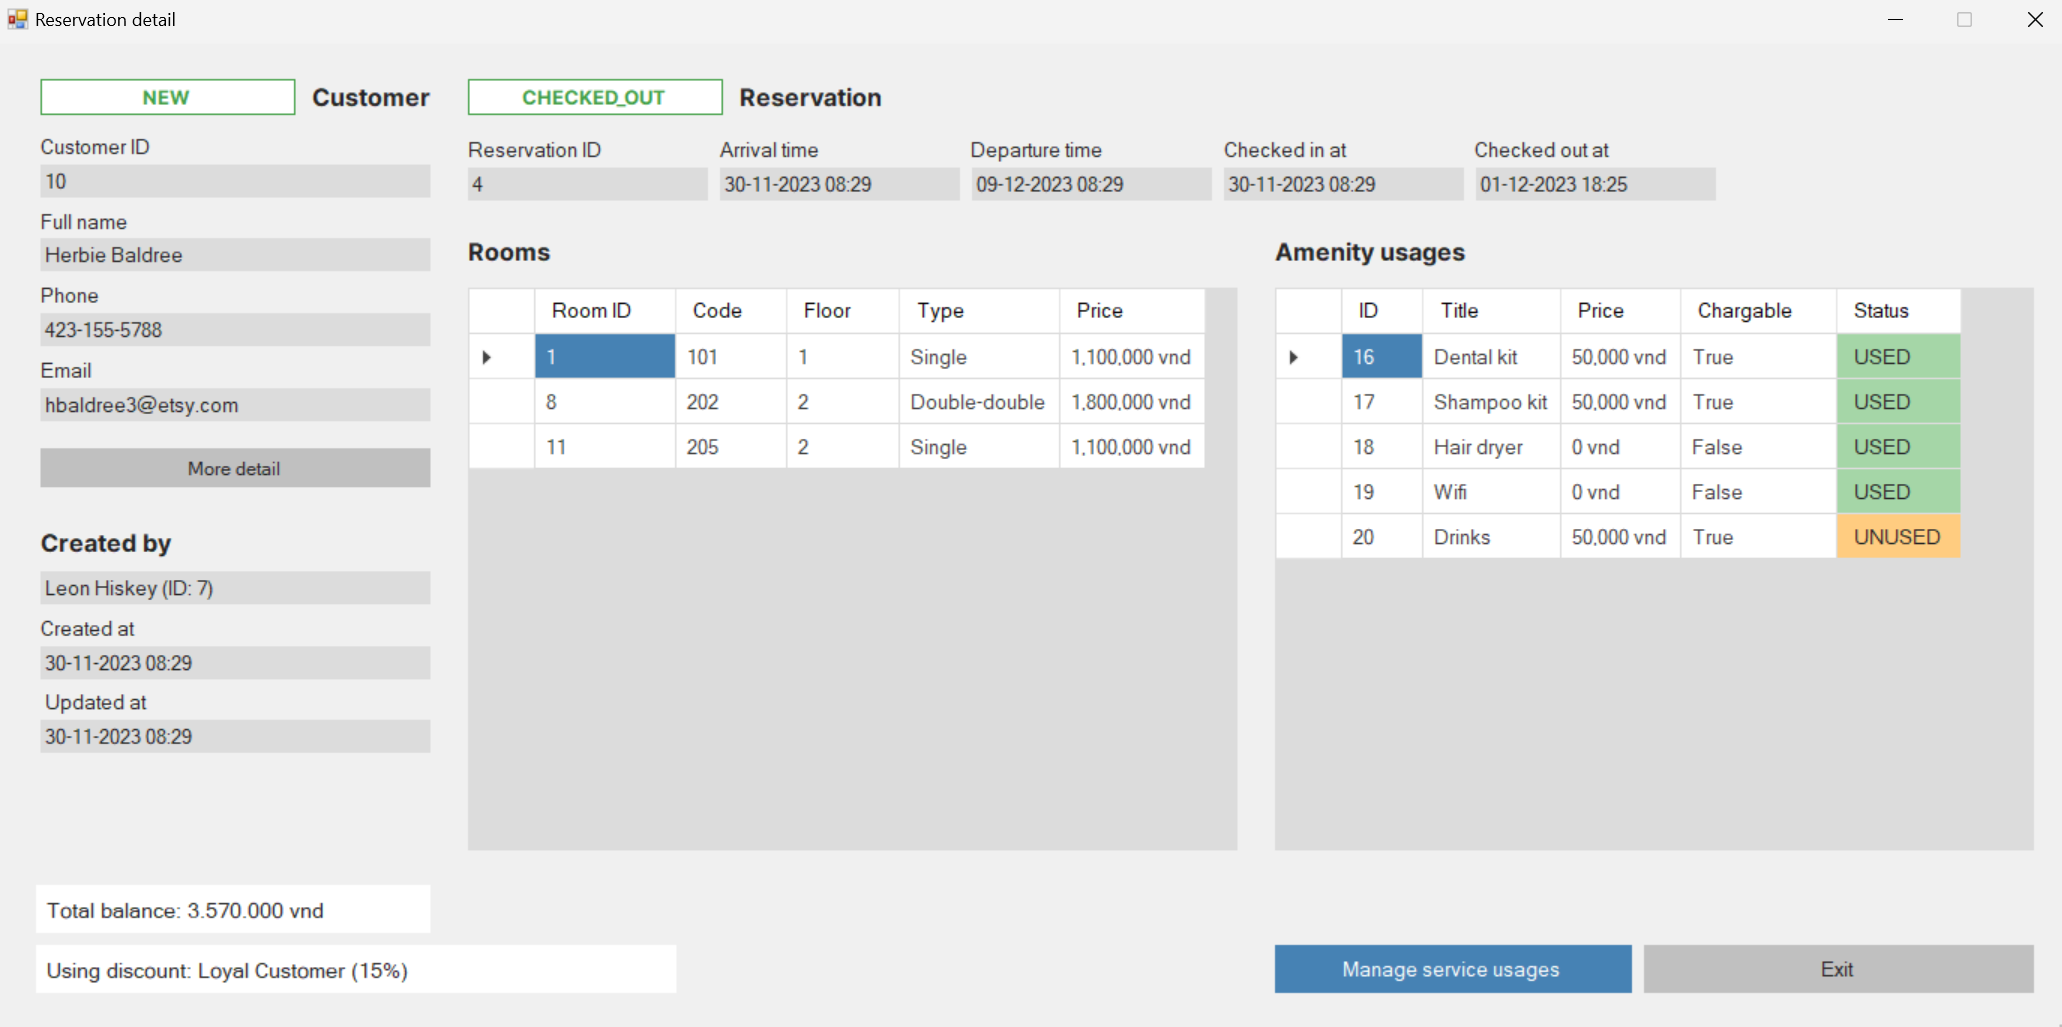 Reservation detail
NEW Customer
Customer ID
10
Full name
Herbie Baldree
Phone
423-155-5788
Email
hbaldree3@etsy.com
More detail
Created by
Leon Hiskey (ID: 7)
Created at
30-11-2023 08:29
Updated at
30-11-2023 08:29
Total balance: 3.570.000 vnd
Using discount: Loyal Customer (15%)
CHECKED_OUT Reservation
Reservation ID Arrival time Departure time Checked in at Checked out at
4 30-11-2023 08:29 09-12-2023 08:29 30-11-2023 08:29 01-12-2023 18:25
Rooms
Room ID Code Floor Type Price
1 101 1 Single 1,100,000 vnd
8 202 2 Double-double 1,800,000 vnd
11 205 2 Single 1,100,000 vnd
Amenity usages
ID Title Price Chargable Status
16 Dental kit 50,000 vnd True USED
17 Shampoo kit 50,000 vnd True USED
18 Hair dryer 0 vnd False USED
19 Wifi 0 vnd False USED
20 Drinks 50,000 vnd True UNUSED
Manage service usages Exit